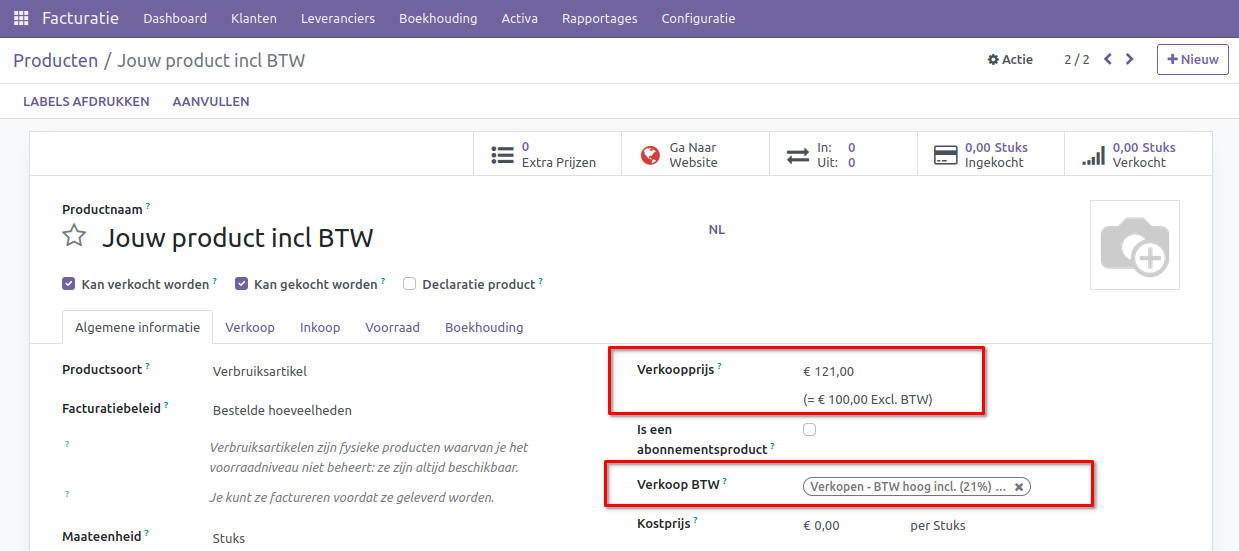 Facturatie Dashboard Klanten Leveranciers Boekhouding Activa Rapportages Configuratie
Producten / Jouw product incl BTW
Actie 2 / 2 Nieuw
LABELS AFDRUKKEN AANVULLEN
0
Extra Prijzen
Ga Naar
Website
In: 0
Uit: 0
0,00 Stuks
Ingekocht
0,00 Stuks
Verkocht
Productnaam ?
Jouw product incl BTW
NL
Kan verkocht worden ? Kan gekocht worden ? Declaratie product ?
Algemene informatie Verkoop Inkoop Voorraad Boekhouding
Productsoort ? Verbruiksartikel
Facturatiebeleid ? Bestelde hoeveelheden
? Verbruiksartikelen zijn fysieke producten waarvan je het
voorraadniveau niet beheert: ze zijn altijd beschikbaar.
? Je kunt ze factureren voordat ze geleverd worden.
Maateenheid ? Stuks
Verkoopprijs ? € 121,00
(= € 100,00 Excl. BTW)
Is een
abonnementsproduct ?
Verkoop BTW ? Verkopen - BTW hoog incl. (21%) ... ×
Kostprijs ? € 0,00 per Stuks